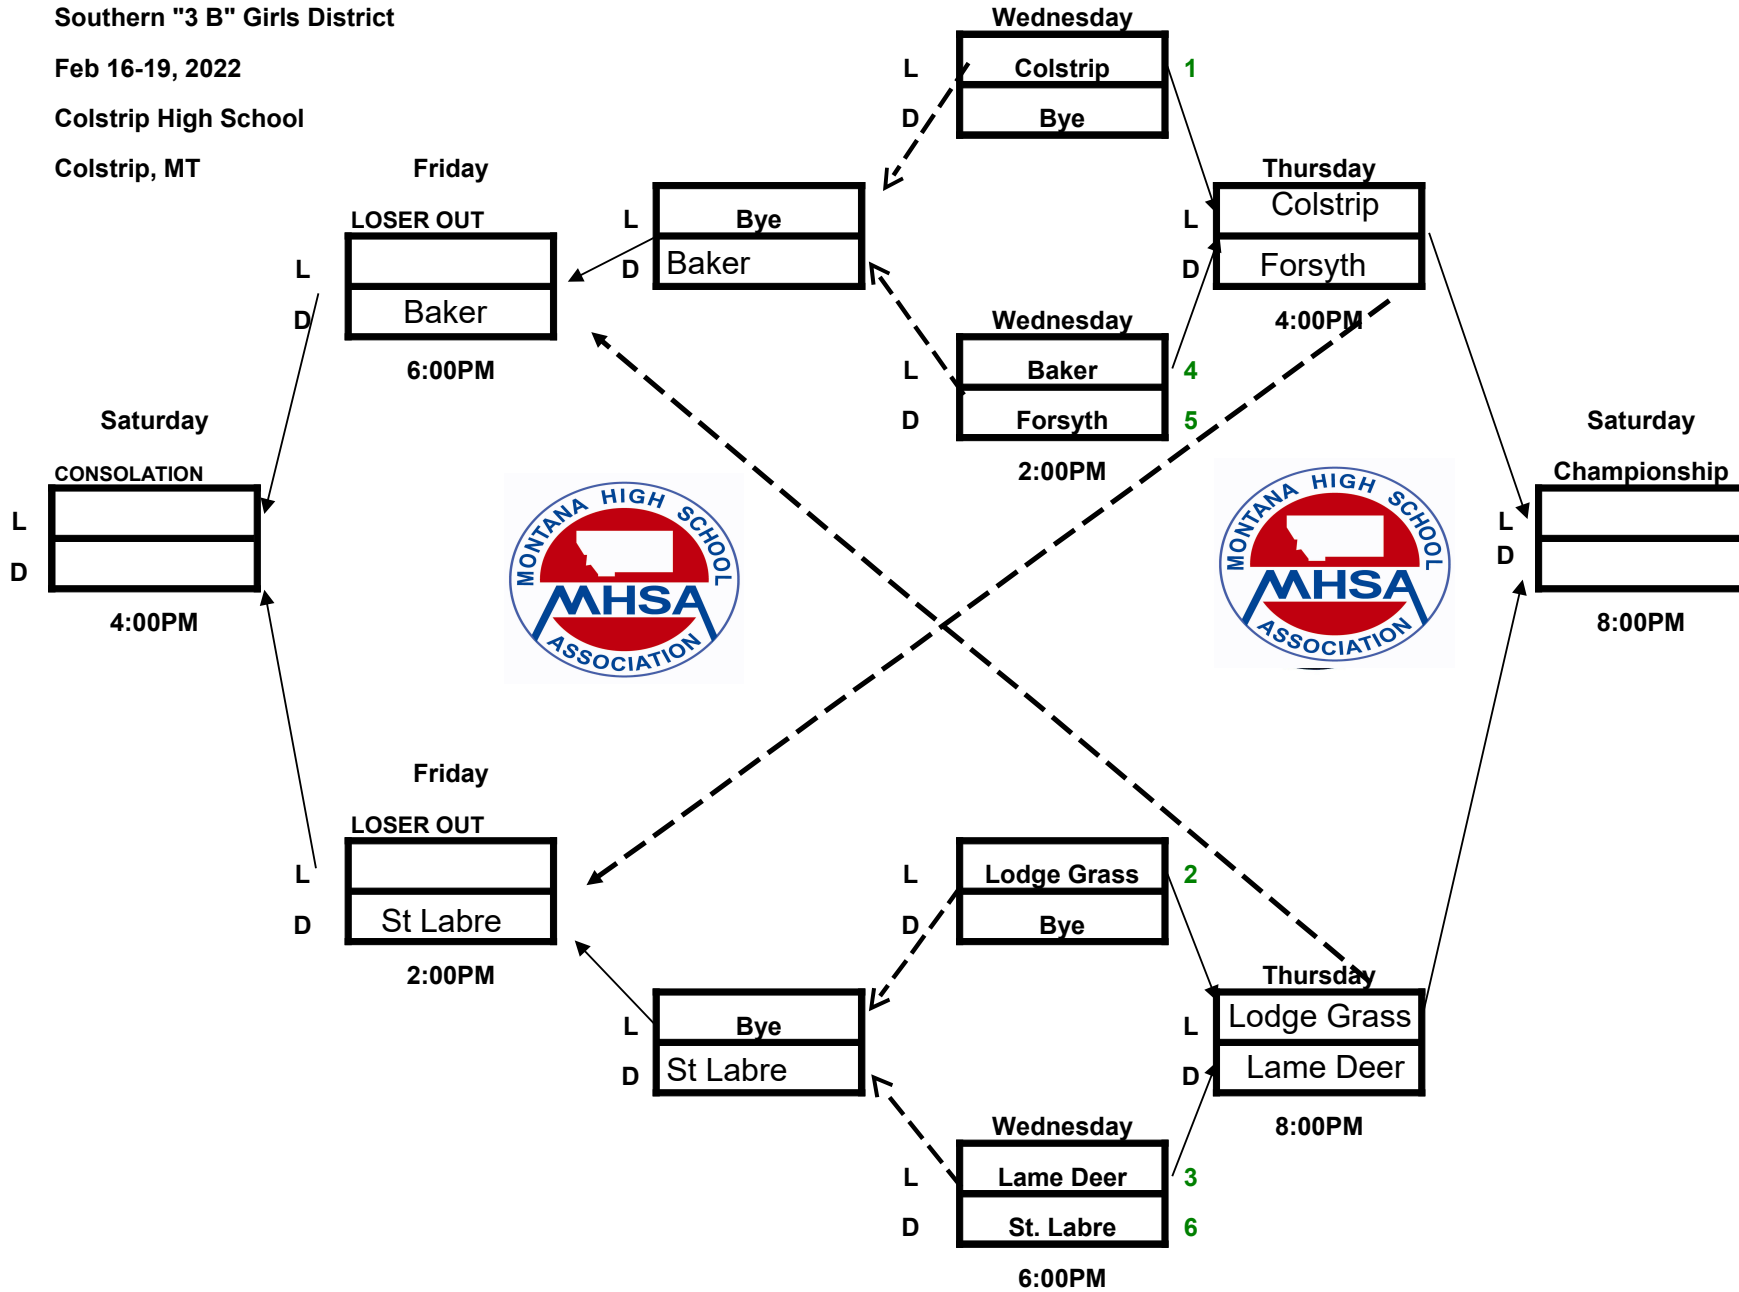 Southern "3 B" Girls District
Feb 16-19, 2022
Colstrip High School
Colstrip, MT
Wednesday
L Colstrip 1
D Bye
Friday
LOSER OUT
L
D Baker
6:00PM
L Bye
D Baker
Thursday
L Colstrip
D Forsyth
4:00PM
Wednesday
L Baker 4
D Forsyth 5
2:00PM
Saturday
CONSOLATION
L
D
4:00PM
MONTANA HIGH SCHOOL
MHSA
ASSOCIATION
MONTANA HIGH SCHOOL
MHSA
ASSOCIATION
Saturday
Championship
L
D
8:00PM
Friday
LOSER OUT
L
D St Labre
2:00PM
L Lodge Grass 2
D Bye
L Bye
D St Labre
Thursday
L Lodge Grass
D Lame Deer
8:00PM
Wednesday
L Lame Deer 3
D St. Labre 6
6:00PM